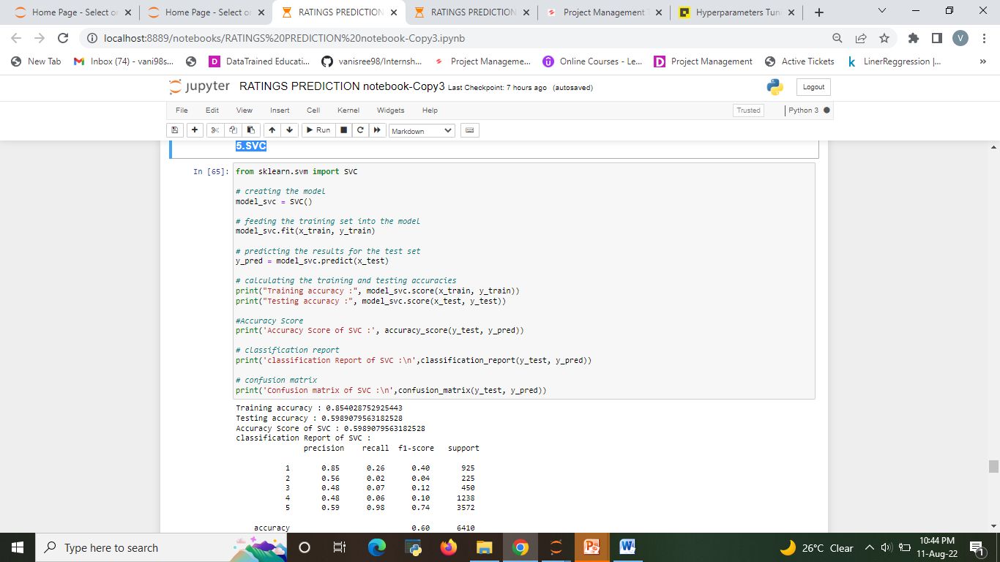 Home Page - Select or
Home Page - Select or
RATINGS PREDICTION
RATINGS PREDICTION
Project Management T
Hyperparameters Tuni
localhost:8889/notebooks/RATINGS%20PREDICTION%20notebook-Copy3.ipynb
V
New Tab
Inbox (74) - vani98s...
DataTrained Educati...
vanisree98/Internsh...
Project Manageme...
Online Courses - Le...
Project Management
Active Tickets
LinerReggression |...
»
jupyter RATINGS PREDICTION notebook-Copy3 Last Checkpoint: 7 hours ago (autosaved)
Logout
File Edit View Insert Cell Kernel Widgets Help
Trusted
Python 3
Run
Markdown
5.SVC
In [65]:
from sklearn.svm import SVC
# creating the model
model_svc = SVC()
# feeding the training set into the model
model_svc.fit(x_train, y_train)
# predicting the results for the test set
y_pred = model_svc.predict(x_test)
# calculating the training and testing accuracies
print("Training accuracy :", model_svc.score(x_train, y_train))
print("Testing accuracy :", model_svc.score(x_test, y_test))
#Accuracy Score
print('Accuracy Score of SVC :', accuracy_score(y_test, y_pred))
# classification report
print('classification Report of SVC :\n',classification_report(y_test, y_pred))
# confusion matrix
print('Confusion matrix of SVC :\n',confusion_matrix(y_test, y_pred))
Training accuracy : 0.854028752925443
Testing accuracy : 0.5989079563182528
Accuracy Score of SVC : 0.5989079563182528
classification Report of SVC :
precision recall f1-score support
1 0.85 0.26 0.40 925
2 0.56 0.02 0.04 225
3 0.48 0.07 0.12 450
4 0.48 0.06 0.10 1238
5 0.59 0.98 0.74 3572
accuracy 0.60 6410
Type here to search
26°C Clear
10:44 PM
11-Aug-22
1